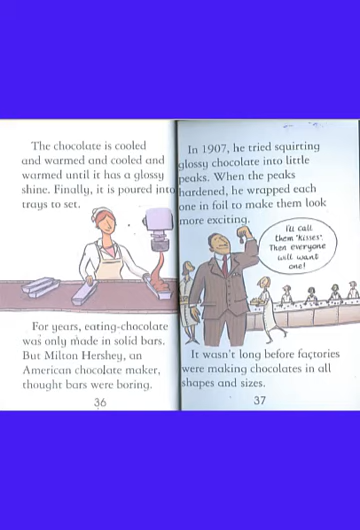 The chocolate is cooled
and warmed and cooled and
warmed until it has a glossy
shine. Finally, it is poured into
trays to set.
For years, eating-chocolate
was only made in solid bars.
But Milton Hershey, an
American chocolate maker,
thought bars were boring.
36
In 1907, he tried squirting
glossy chocolate into little
peaks. When the peaks
hardened, he wrapped each
one in foil to make them look
more exciting.
I'll call
them "kisses".
Then everyone
will want
one!
It wasn't long before factories
were making chocolates in all
shapes and sizes.
37